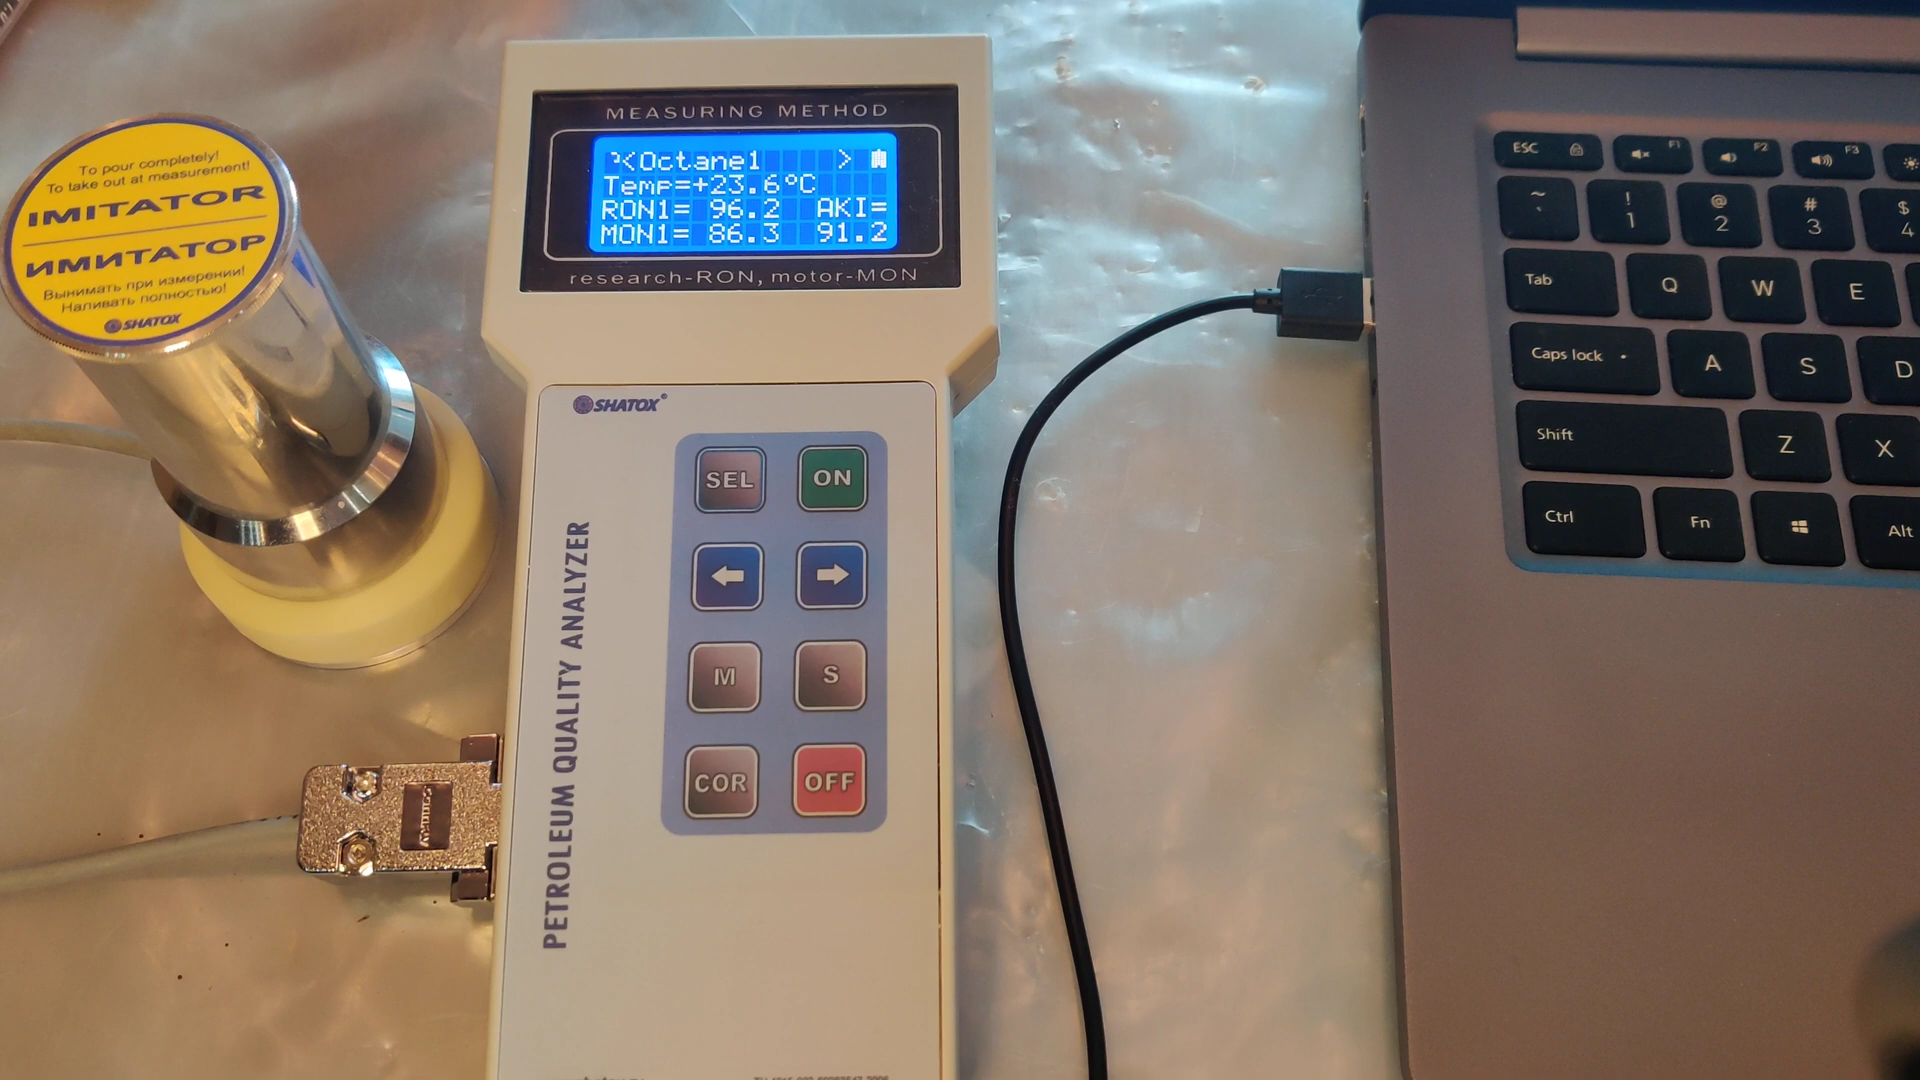 To pour completely!
To take out at measurement!
IMITATOR
ИМИТАТОР
Вынимать при измерении!
Наливать полностью!
SHATOX
MEASURING METHOD
<Octane1 >
Temp=+23.6°C
RON1= 96.2 AKI=
MON1= 86.3 91.2
research-RON, motor-MON
SHATOX®
PETROLEUM QUALITY ANALYZER
SEL ON
M S
COR OFF
ESC F1 F2 F3
~ ! @ # $
` 1 2 3 4
Tab Q W E
Caps lock A S D
Shift Z X
Ctrl Fn Alt